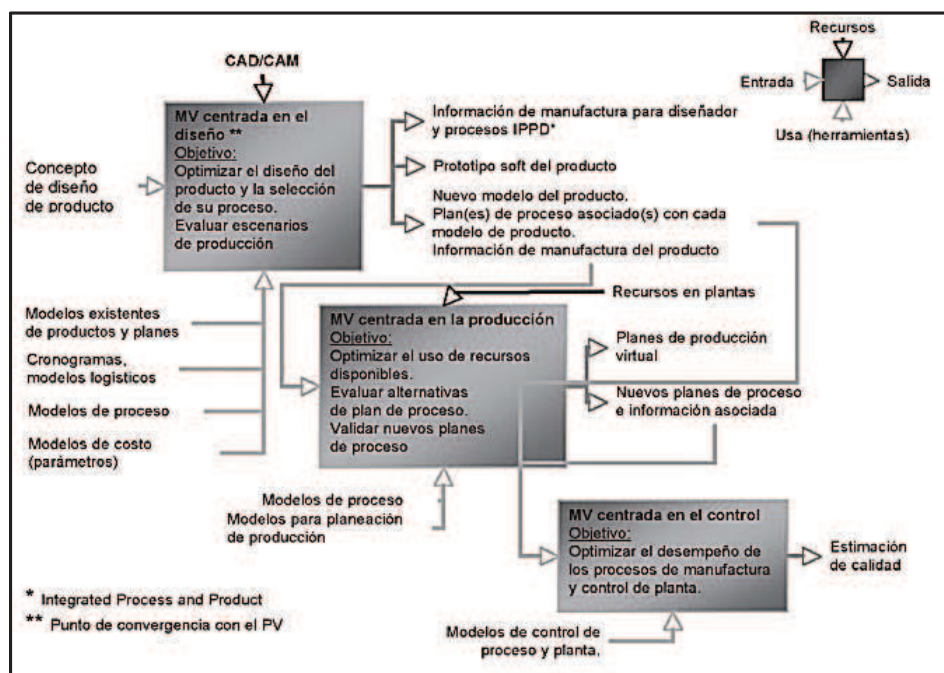 Recursos
Entrada
Salida
Usa (herramientas)
CAD/CAM
MV centrada en el
diseño **
Objetivo:
Optimizar el diseño del
producto y la selección
de su proceso.
Evaluar escenarios
de producción
Concepto
de diseño
de producto
Información de manufactura para diseñador
y procesos IPPD*
Prototipo soft del producto
Nuevo modelo del producto.
Plan(es) de proceso asociado(s) con cada
modelo de producto.
Información de manufactura del producto
Modelos existentes
de productos y planes
Cronogramas,
modelos logísticos
Modelos de proceso
Modelos de costo
(parámetros)
Recursos en plantas
MV centrada en la producción
Objetivo:
Optimizar el uso de recursos
disponibles.
Evaluar alternativas
de plan de proceso.
Validar nuevos planes
de proceso
Planes de producción
virtual
Nuevos planes de proceso
e información asociada
Modelos de proceso
Modelos para planeación
de producción
MV centrada en el control
Objetivo:
Optimizar el desempeño de
los procesos de manufactura
y control de planta.
Estimación
de calidad
Modelos de control de
proceso y planta.
* Integrated Process and Product
** Punto de convergencia con el PV